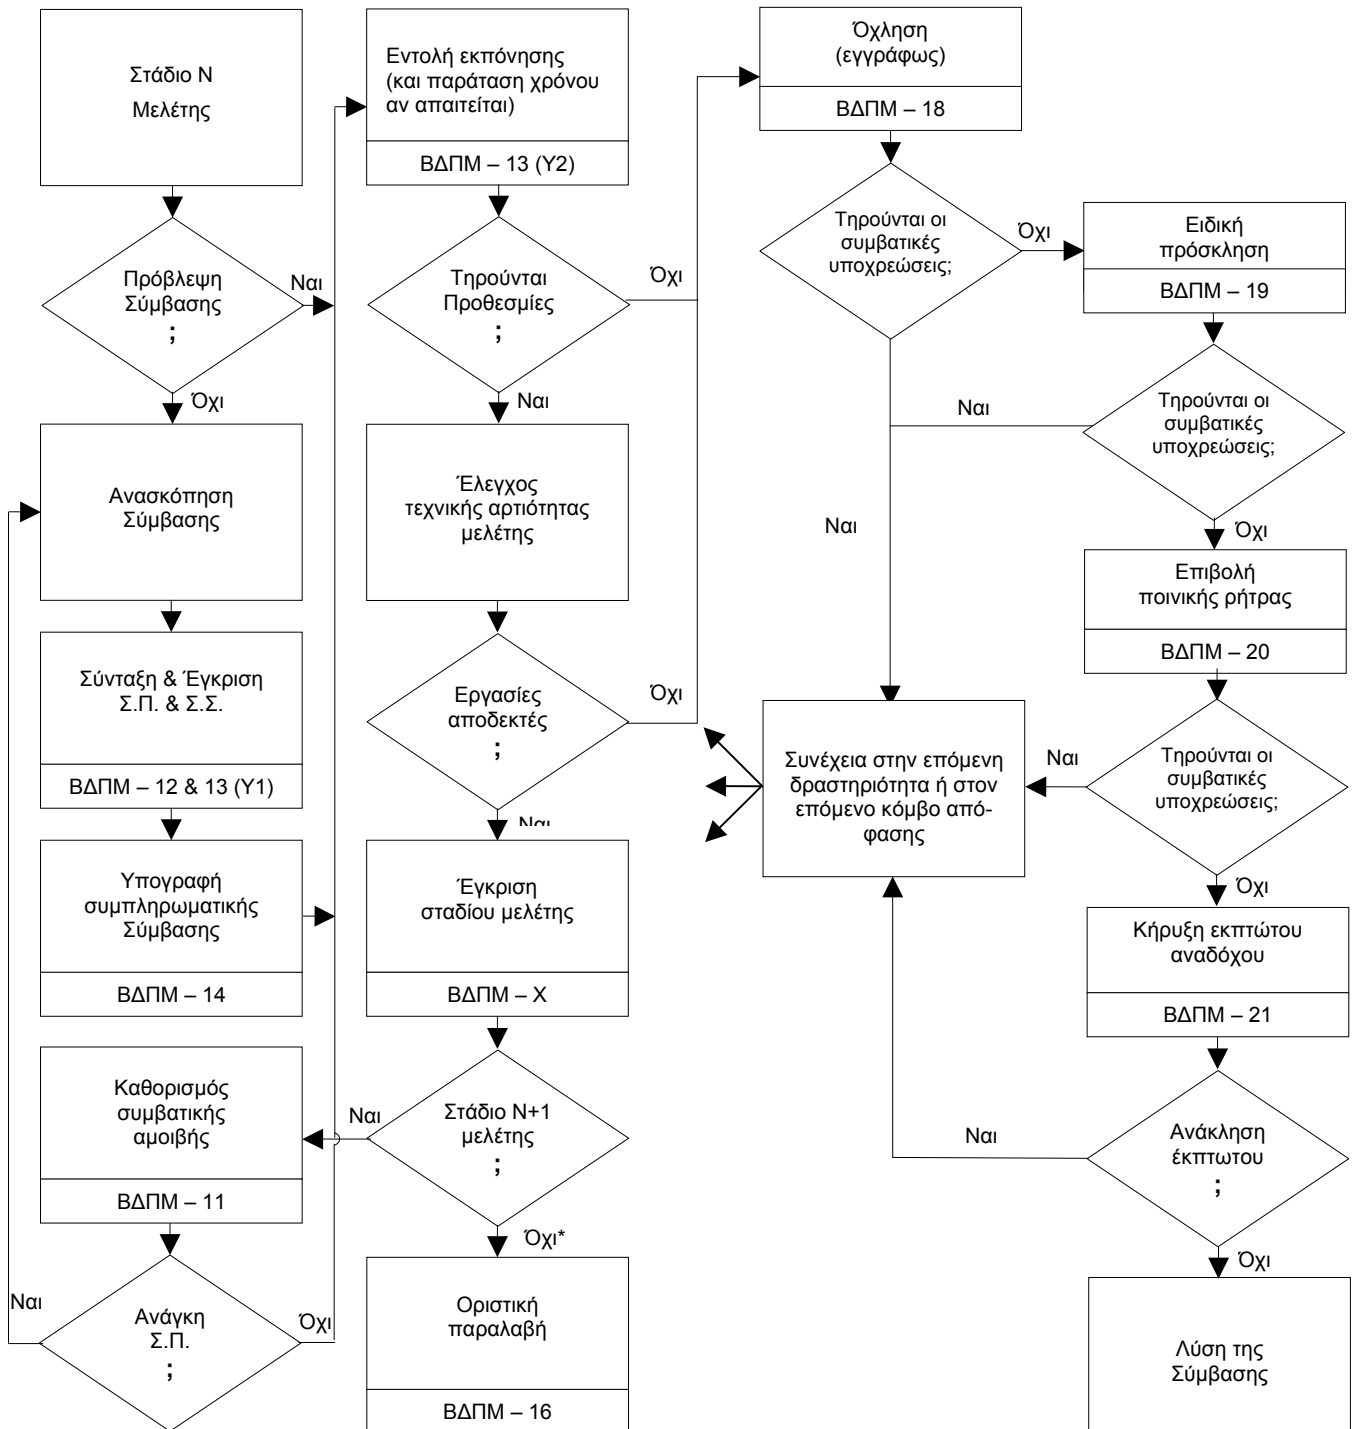 Στάδιο Ν
Μελέτης
Πρόβλεψη
Σύμβασης
;
Ναι
Όχι
Ανασκόπηση
Σύμβασης
Σύνταξη & Έγκριση
Σ.Π. & Σ.Σ.
ΒΔΠΜ – 12 & 13 (Υ1)
Υπογραφή
συμπληρωματικής
Σύμβασης
ΒΔΠΜ – 14
Καθορισμός
συμβατικής
αμοιβής
ΒΔΠΜ – 11
Ναι
Ανάγκη
Σ.Π.
;
Όχι
Εντολή εκπόνησης
(και παράταση χρόνου
αν απαιτείται)
ΒΔΠΜ – 13 (Υ2)
Τηρούνται
Προθεσμίες
;
Όχι
Ναι
Έλεγχος
τεχνικής αρτιότητας
μελέτης
Εργασίες
αποδεκτές
;
Όχι
Ναι
Έγκριση
σταδίου μελέτης
ΒΔΠΜ – Χ
Ναι
Στάδιο Ν+1
μελέτης
;
Όχι*
Οριστική
παραλαβή
ΒΔΠΜ – 16
Όχληση
(εγγράφως)
ΒΔΠΜ – 18
Τηρούνται οι
συμβατικές
υποχρεώσεις;
Όχι
Ναι
Ειδική
πρόσκληση
ΒΔΠΜ – 19
Τηρούνται οι
συμβατικές
υποχρεώσεις;
Ναι
Όχι
Επιβολή
ποινικής ρήτρας
ΒΔΠΜ – 20
Τηρούνται οι
συμβατικές
υποχρεώσεις;
Ναι
Όχι
Συνέχεια στην επόμενη
δραστηριότητα ή στον
επόμενο κόμβο από-
φασης
Κήρυξη εκπτώτου
αναδόχου
ΒΔΠΜ – 21
Ανάκληση
έκπτωτου
;
Ναι
Όχι
Λύση της
Σύμβασης